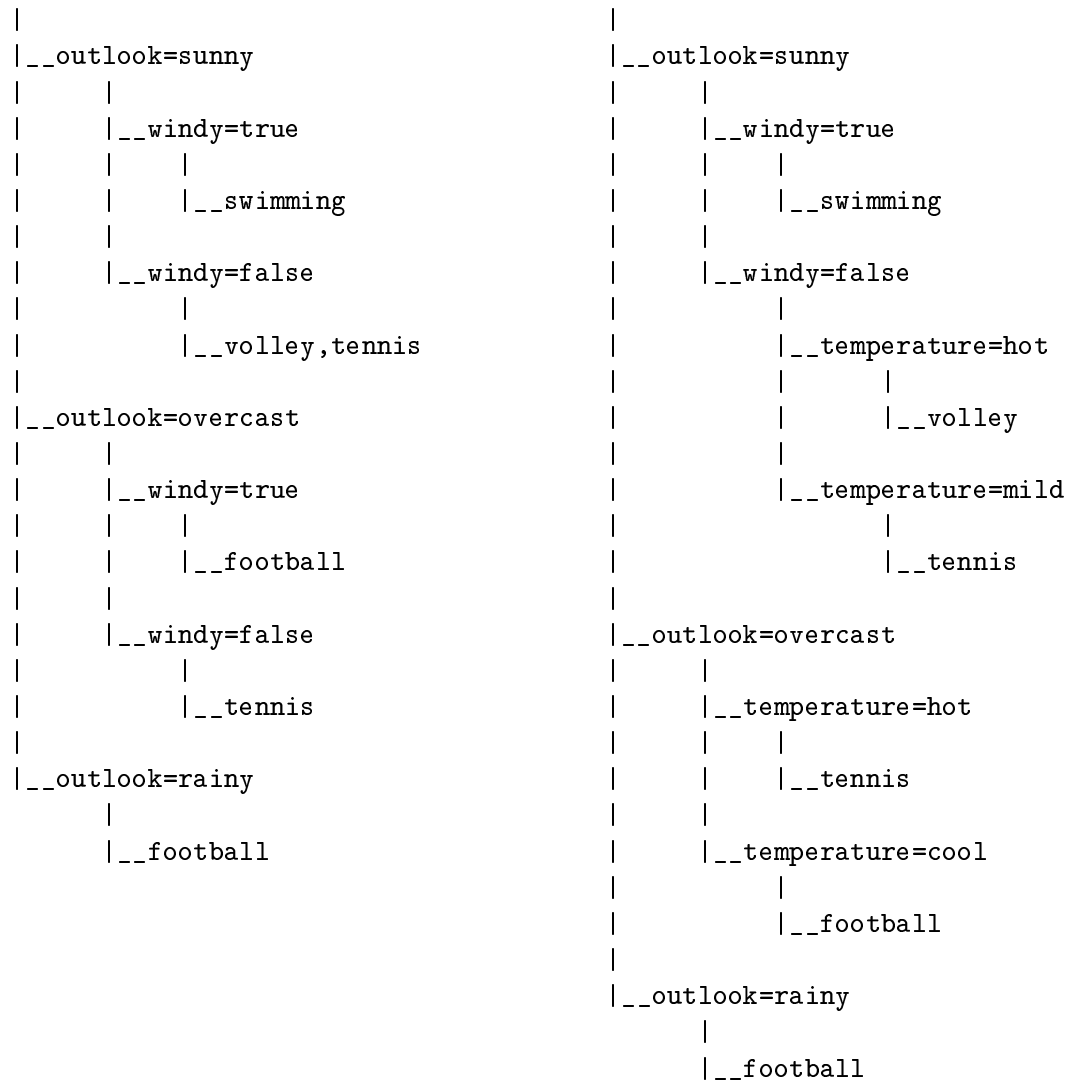 |
|__outlook=sunny
|     |
|     |__windy=true
|     |    |
|     |    |__swimming
|     |
|     |__windy=false
|          |
|          |__volley,tennis
|
|__outlook=overcast
|     |
|     |__windy=true
|     |    |
|     |    |__football
|     |
|     |__windy=false
|          |
|          |__tennis
|
|__outlook=rainy
      |
      |__football
|
|__outlook=sunny
|     |
|     |__windy=true
|     |    |
|     |    |__swimming
|     |
|     |__windy=false
|          |
|          |__temperature=hot
|          |      |
|          |      |__volley
|          |
|          |__temperature=mild
|                 |
|                 |__tennis
|
|__outlook=overcast
|     |
|     |__temperature=hot
|     |    |
|     |    |__tennis
|     |
|     |__temperature=cool
|          |
|          |__football
|
|__outlook=rainy
      |
      |__football